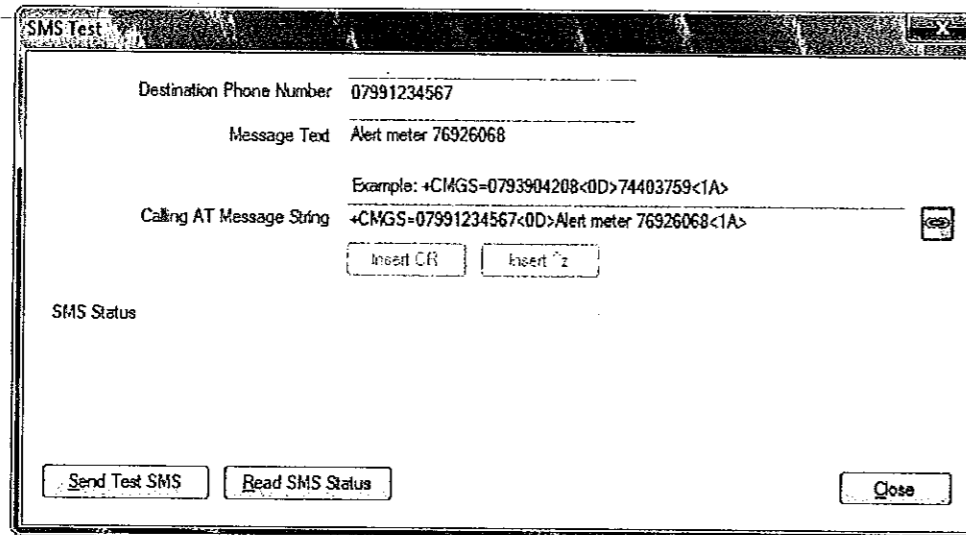 SMS Test
Destination Phone Number 07991234567
Message Text Alert meter 76926068
Example: +CMGS=0793904208<0D>74403759<1A>
Calling AT Message String +CMGS=07991234567<0D>Alert meter 76926068<1A>
Insert CR Insert ^z
SMS Status
Send Test SMS Read SMS Status Close